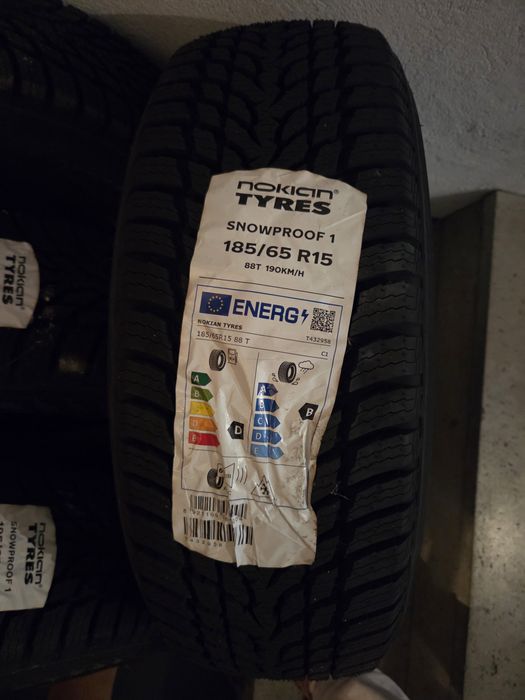 nokian®
TYRES
SNOWPROOF 1
185/65 R15
88T 190KM/H
ENERG
NOKIAN TYRES
T432958
185/65R15 88 T
C1
A
B
C
D
E
D
A
B
C
D
E
B
T432958
nokian
TYRES
nokian
TYRES
SNOWPROOF 1